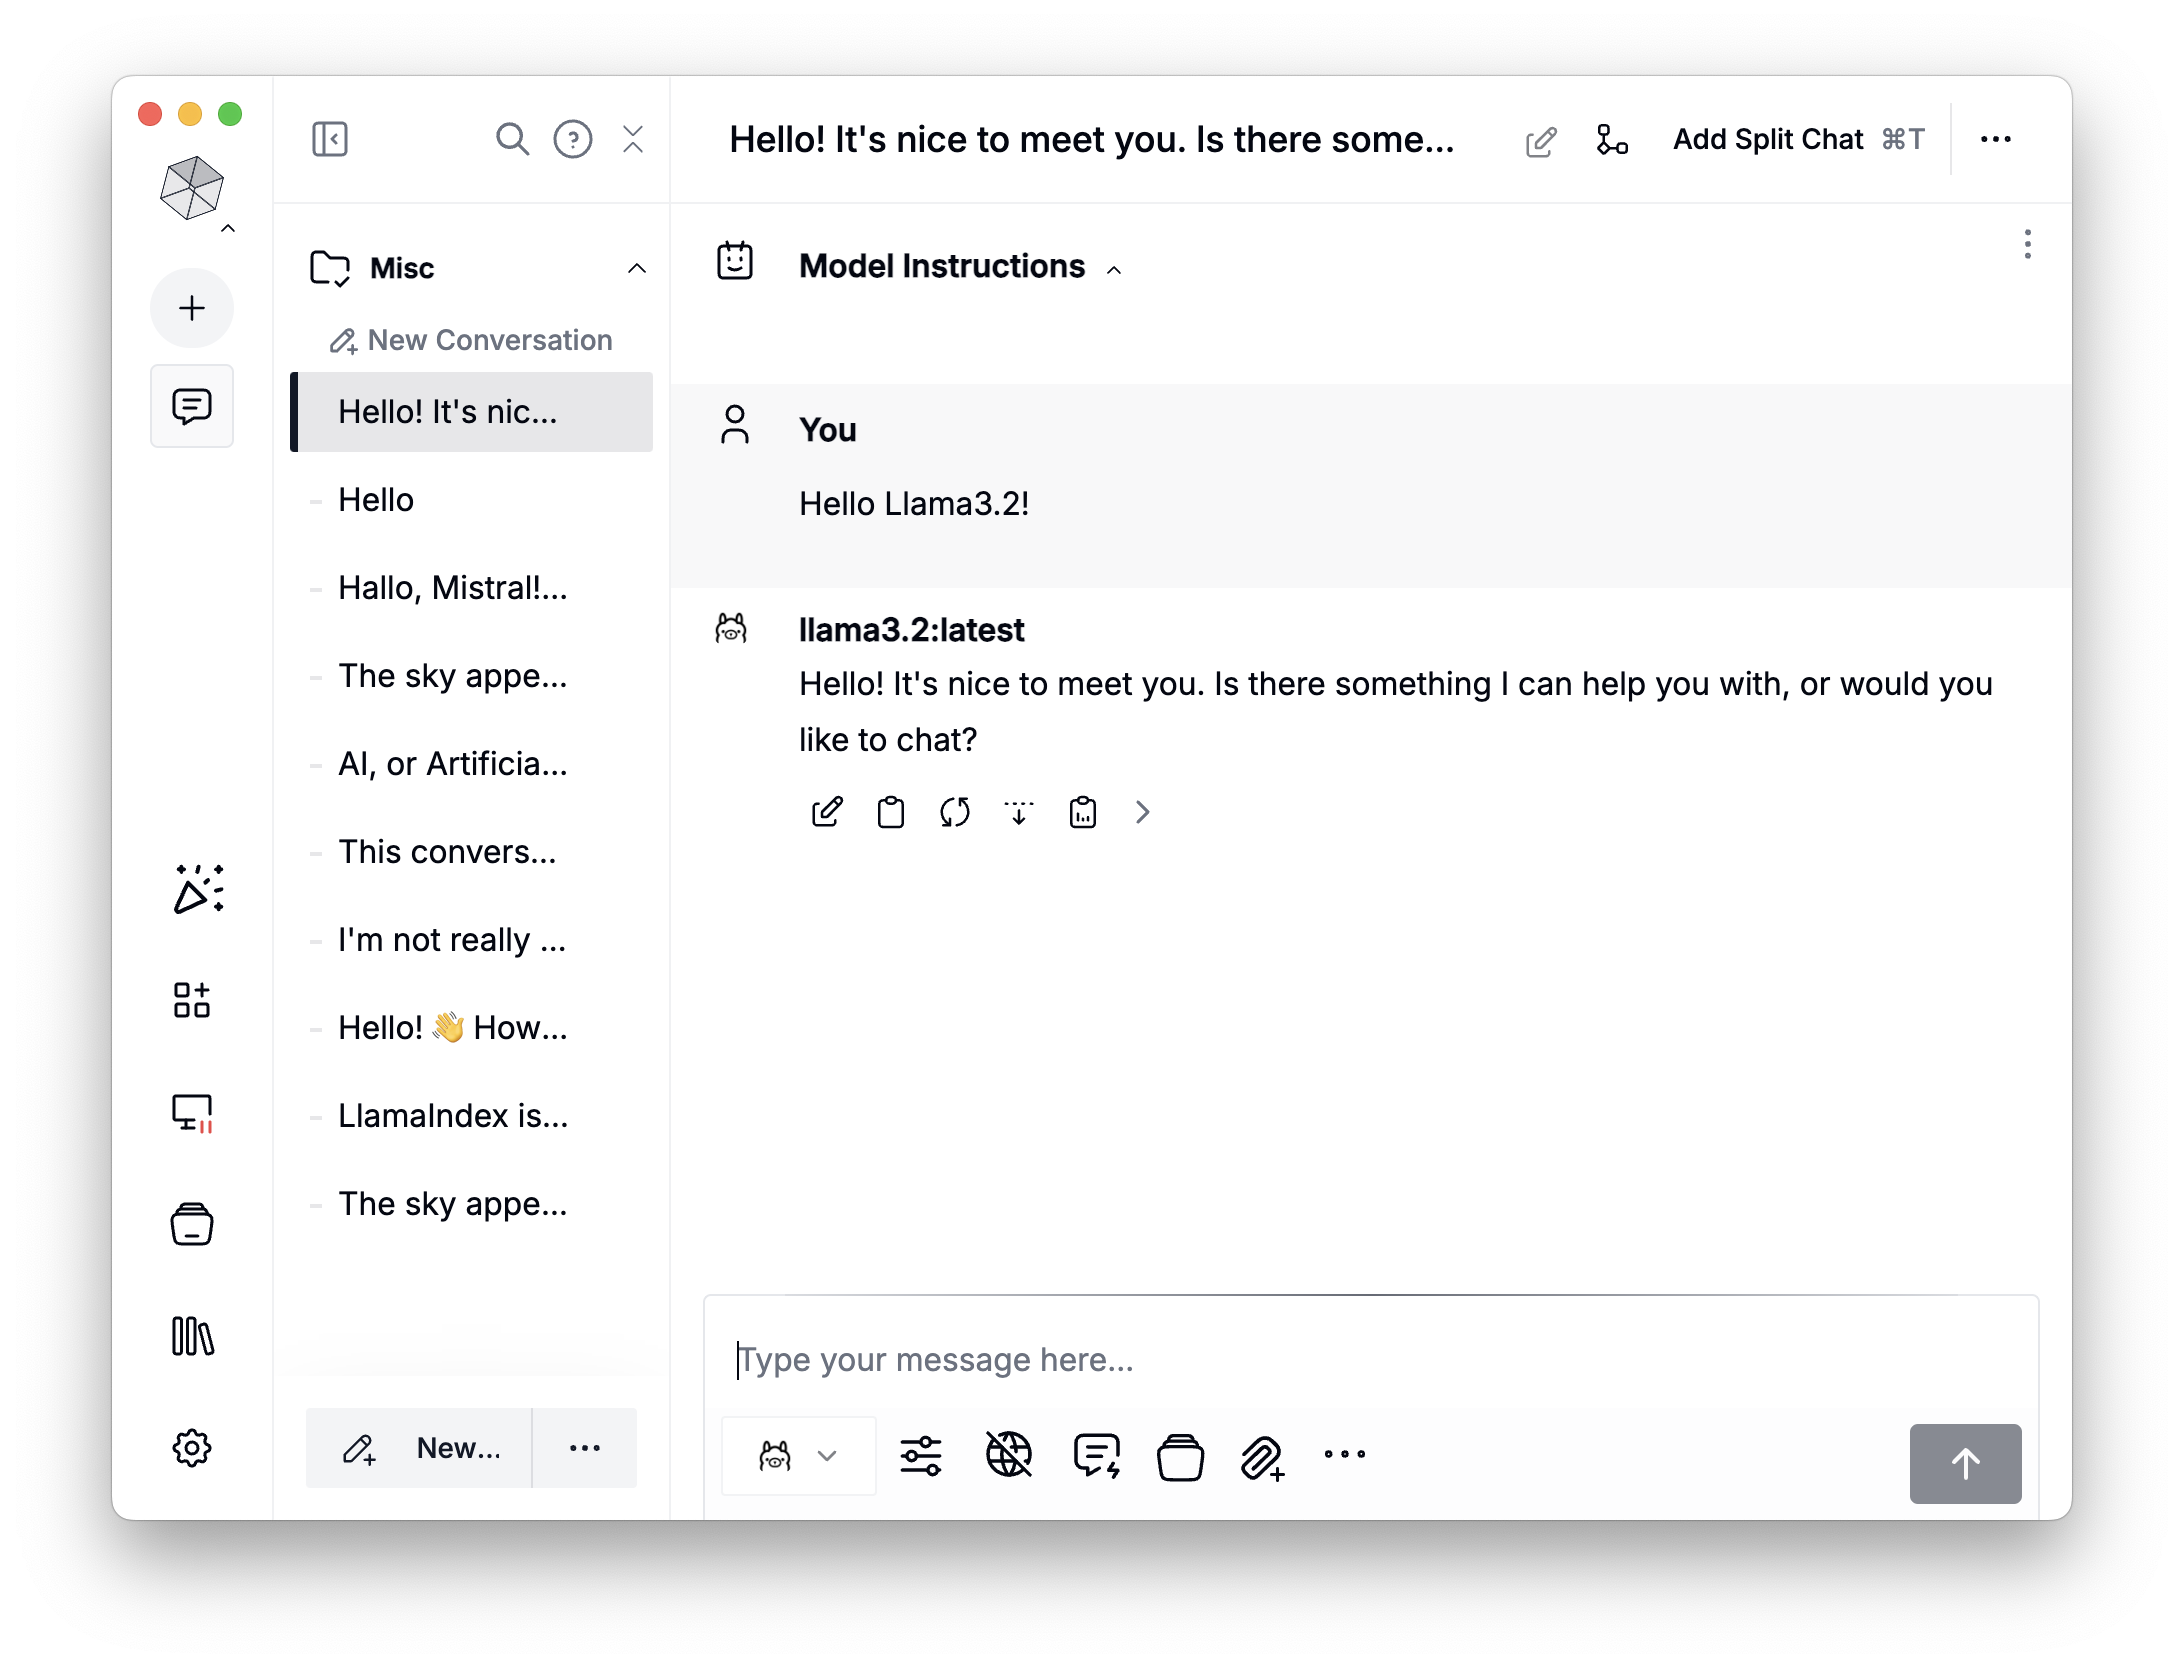 Hello! It's nice to meet you. Is there some...
Add Split Chat ⌘T
Misc
New Conversation
Hello! It's nic...
Hello
Hallo, Mistral!...
The sky appe...
AI, or Artificia...
This convers...
I'm not really ...
Hello! 👋 How...
LlamaIndex is...
The sky appe...
New...
Model Instructions
You
Hello Llama3.2!
llama3.2:latest
Hello! It's nice to meet you. Is there something I can help you with, or would you
like to chat?
Type your message here...